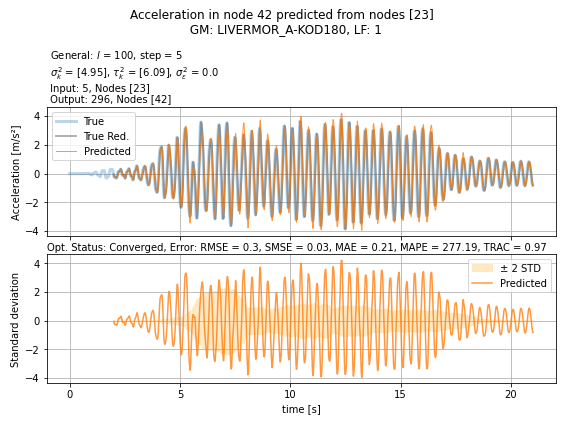 Acceleration in node 42 predicted from nodes [23]
GM: LIVERMOR_A-KOD180, LF: 1
General: l = 100, step = 5
σ²ₖ = [4.95], τ²ₖ = [6.09], σ²ε = 0.0
Input: 5, Nodes [23]
Output: 296, Nodes [42]
True
True Red.
Predicted
Acceleration [m/s²]
4
2
0
−2
−4
Opt. Status: Converged, Error: RMSE = 0.3, SMSE = 0.03, MAE = 0.21, MAPE = 277.19, TRAC = 0.97
± 2 STD
Predicted
Standard deviation
4
2
0
−2
−4
0
5
10
15
20
time [s]